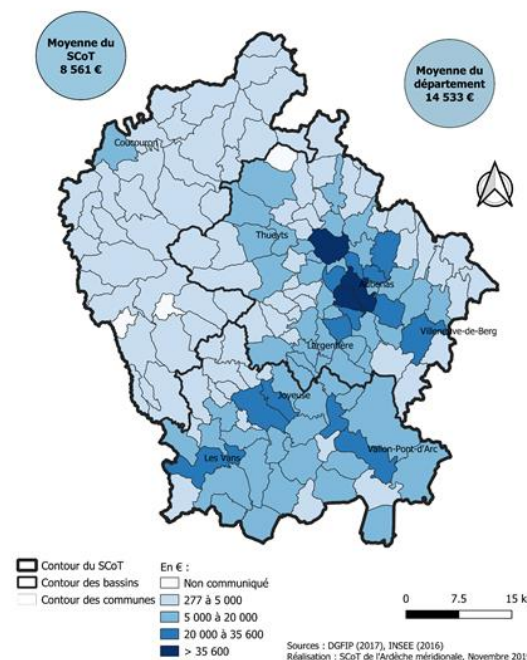 Moyenne du
SCoT
8 561 €
Moyenne du
département
14 533 €
Coucouron
Thueyts
Aubenas
Villeneuve-de-Berg
Largentière
Joyeuse
Les Vans
Vallon-Pont-d'Arc
Contour du SCoT
Contour des bassins
Contour des communes
En € :
Non communiqué
277 à 5 000
5 000 à 20 000
20 000 à 35 600
> 35 600
0 7.5 15 k
Sources : DGFIP (2017), INSEE (2016)
Réalisation : SCoT de l'Ardèche méridionale, Novembre 201